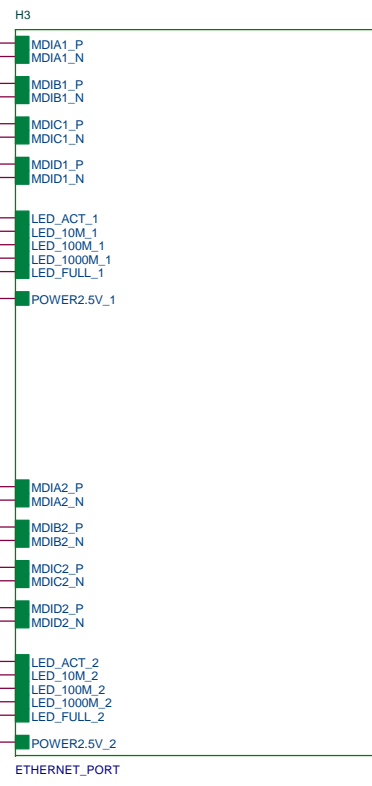 H3
MDIA1_P
MDIA1_N
MDIB1_P
MDIB1_N
MDIC1_P
MDIC1_N
MDID1_P
MDID1_N
LED_ACT_1
LED_10M_1
LED_100M_1
LED_1000M_1
LED_FULL_1
POWER2.5V_1
MDIA2_P
MDIA2_N
MDIB2_P
MDIB2_N
MDIC2_P
MDIC2_N
MDID2_P
MDID2_N
LED_ACT_2
LED_10M_2
LED_100M_2
LED_1000M_2
LED_FULL_2
POWER2.5V_2
ETHERNET_PORT